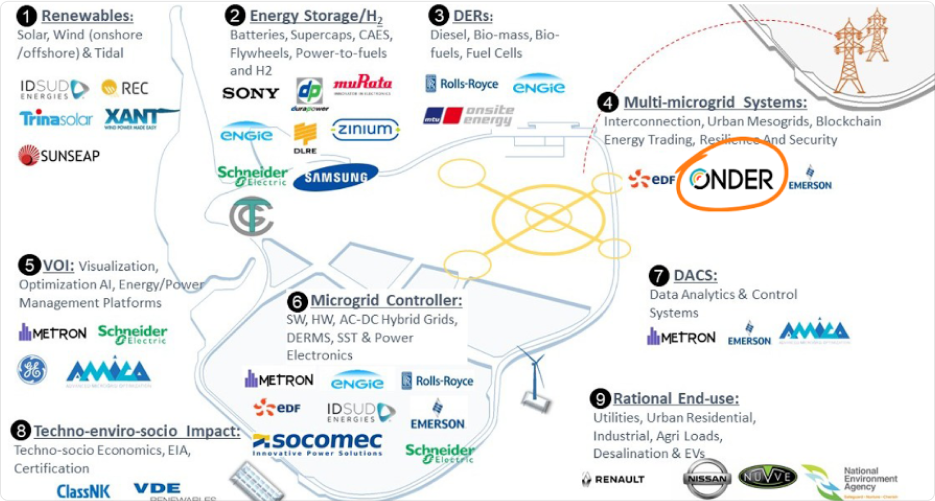 1 Renewables:
Solar, Wind (onshore
/offshore) & Tidal
IDSUD
ENERGIES
REC
Trinasolar
XANT
WIND POWER MADE EASY
SUNSEAP
2 Energy Storage/H2
Batteries, Supercaps, CAES,
Flywheels, Power-to-fuels
and H2
SONY
dp
durapower
muRata
INNOVATOR IN ELECTRONICS
ENGIE
DLRE
zinium
Schneider
Electric
SAMSUNG
3 DERs:
Diesel, Bio-mass, Bio-
fuels, Fuel Cells
Rolls-Royce
ENGIE
mtu onsite
energy
4 Multi-microgrid Systems:
Interconnection, Urban Mesogrids, Blockchain
Energy Trading, Resilience And Security
eDF
ONDER
EMERSON
5 VOI: Visualization,
Optimization AI, Energy/Power
Management Platforms
METRON
Schneider
Electric
GE
6 Microgrid Controller:
SW, HW, AC-DC Hybrid Grids,
DERMS, SST & Power
Electronics
METRON
ENGIE
Rolls-Royce
eDF
IDSUD
ENERGIES
EMERSON
socomec
Innovative Power Solutions
Schneider
Electric
7 DACS:
Data Analytics & Control
Systems
METRON
EMERSON
8 Techno-enviro-socio Impact:
Techno-socio Economics, EIA,
Certification
ClassNK
VDE
RENEWABLES
9 Rational End-use:
Utilities, Urban Residential,
Industrial, Agri Loads,
Desalination & EVs
RENAULT
NISSAN
NUVVE
National
Environment
Agency